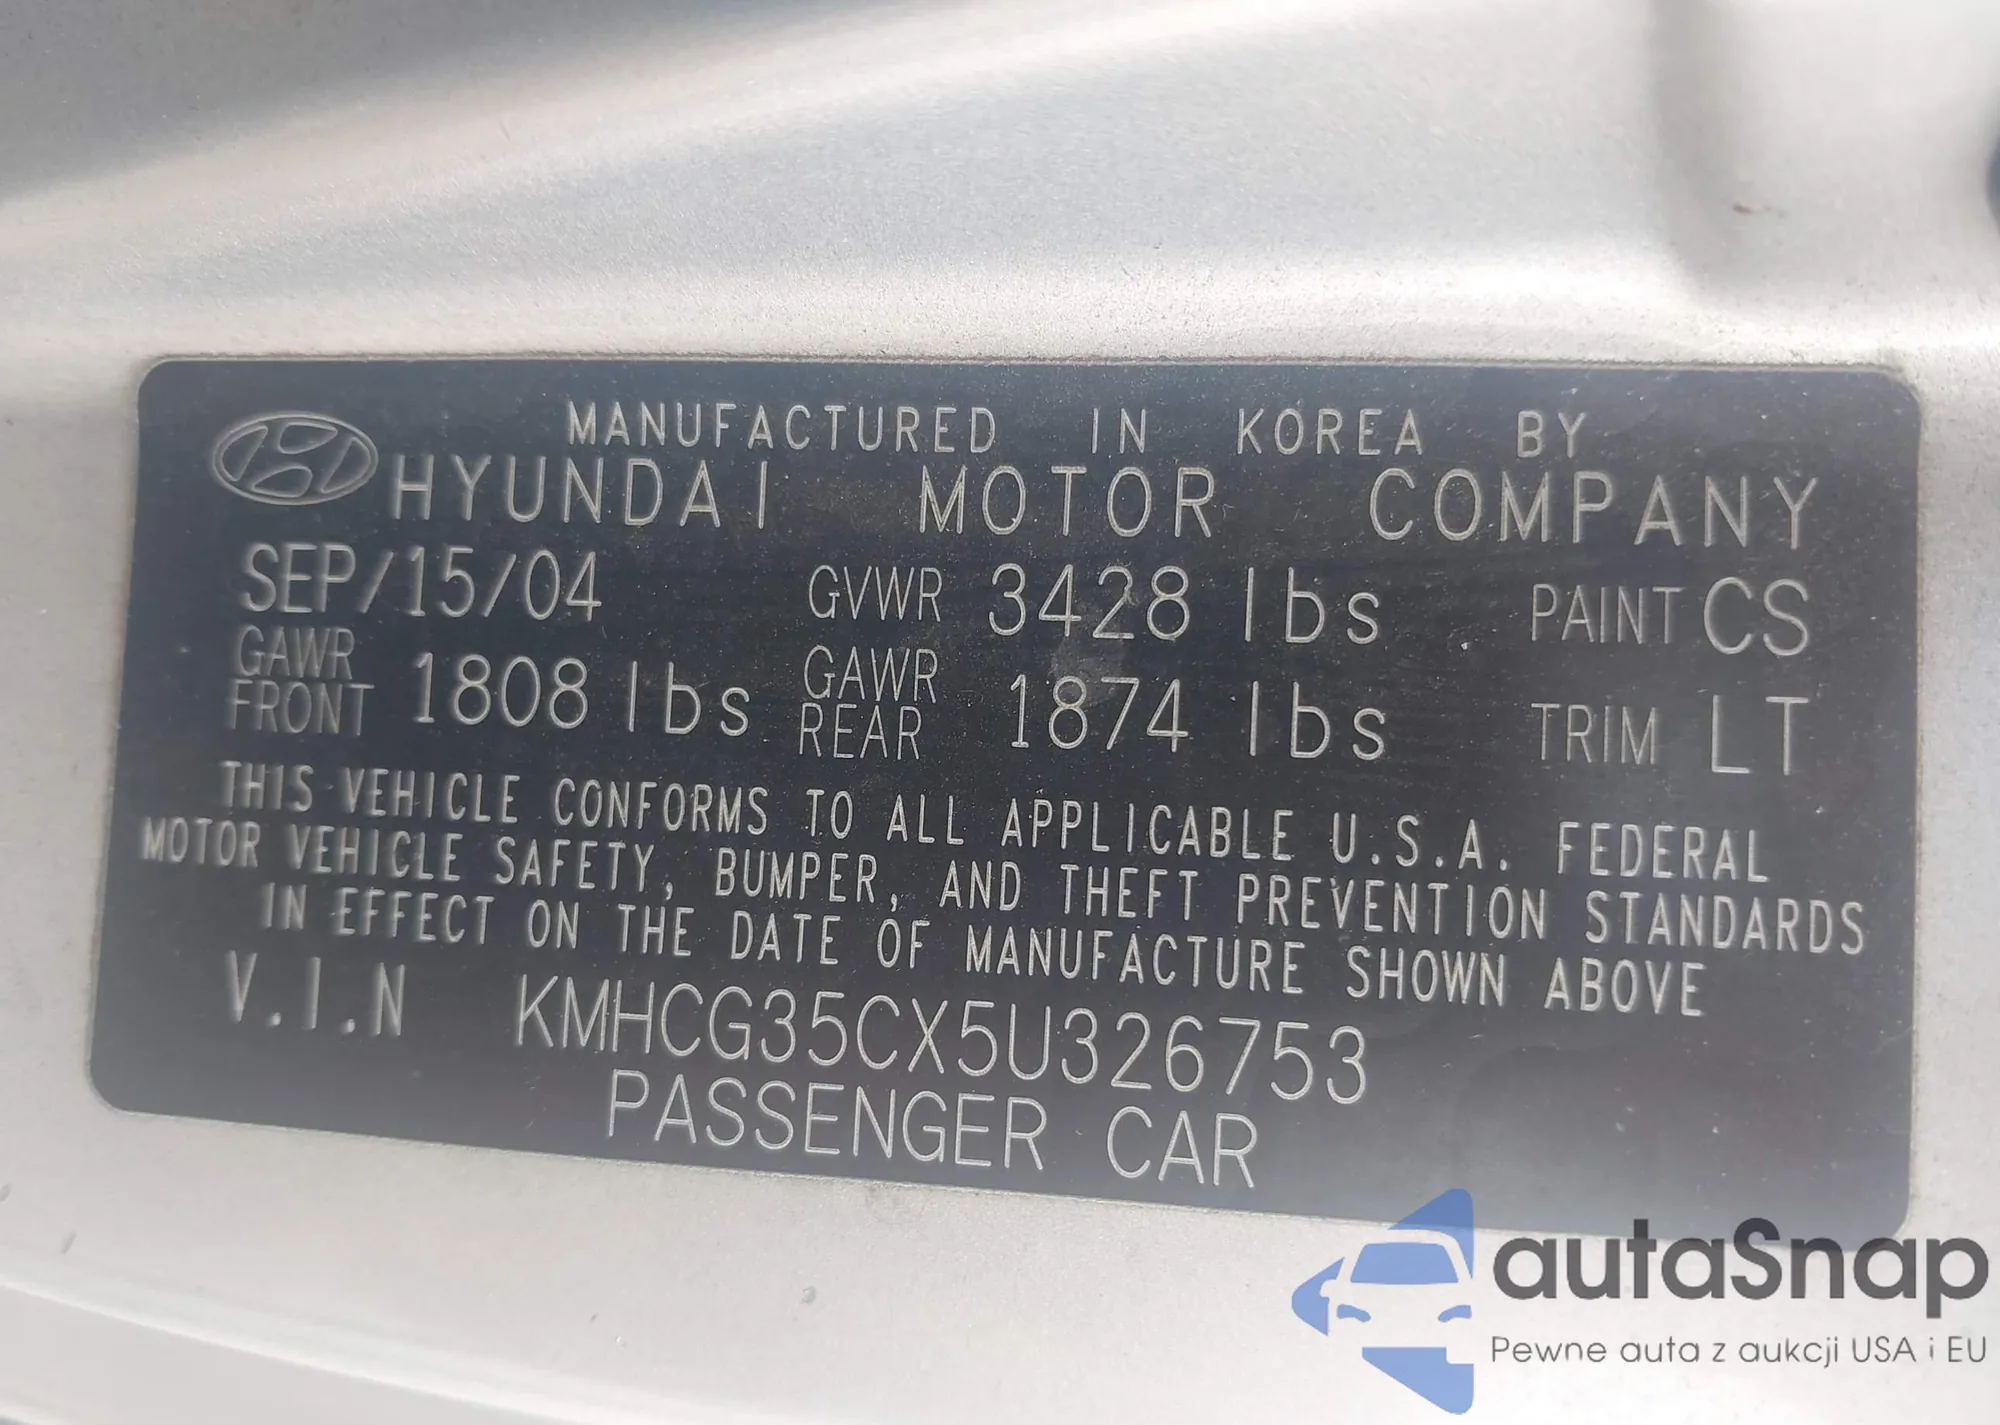 MANUFACTURED IN KOREA BY
HYUNDAI MOTOR COMPANY
SEP/15/04 GVWR 3428 lbs PAINT CS
GAWR FRONT 1808 lbs GAWR REAR 1874 lbs TRIM LT
THIS VEHICLE CONFORMS TO ALL APPLICABLE U.S.A. FEDERAL
MOTOR VEHICLE SAFETY, BUMPER, AND THEFT PREVENTION STANDARDS
IN EFFECT ON THE DATE OF MANUFACTURE SHOWN ABOVE
V.I.N KMHCG35CX5U326753
PASSENGER CAR
autaSnap
Pewne auta z aukcji USA i EU